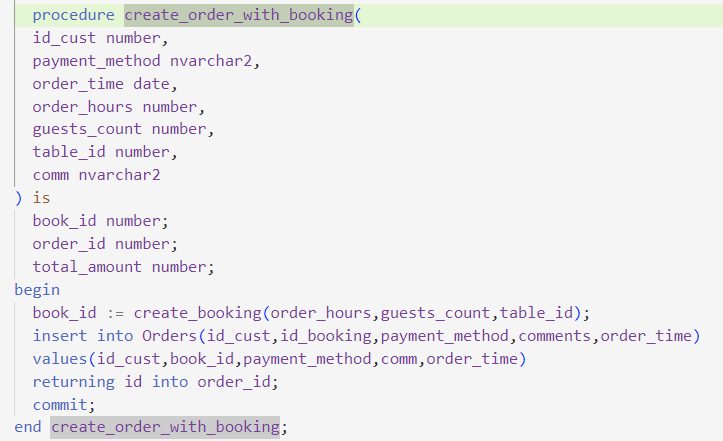 procedure create_order_with_booking(
id_cust number,
payment_method nvarchar2,
order_time date,
order_hours number,
guests_count number,
table_id number,
comm nvarchar2
) is
book_id number;
order_id number;
total_amount number;
begin
book_id := create_booking(order_hours,guests_count,table_id);
insert into Orders(id_cust,id_booking,payment_method,comments,order_time)
values(id_cust,book_id,payment_method,comm,order_time)
returning id into order_id;
commit;
end create_order_with_booking;